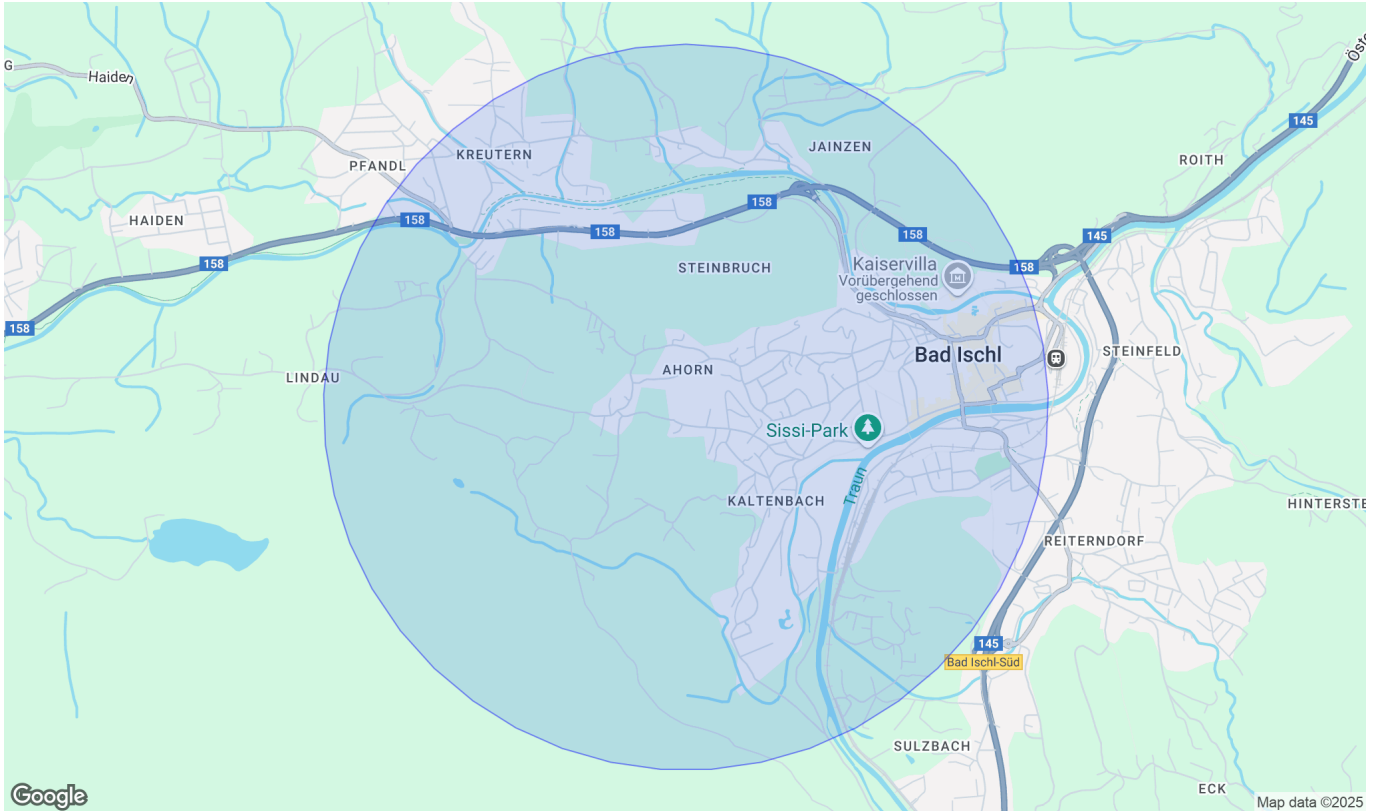 G
Haiden
Öste
145
JAINZEN
KREUTERN
ROITH
PFANDL
158
HAIDEN
158
158
158
145
158
Kaiservilla
Vorübergehend
geschlossen
STEINBRUCH
158
158
Bad Ischl
STEINFELD
AHORN
LINDAU
Sissi-Park
Traun
KALTENBACH
HINTERSTE
REITERNDORF
145
Bad Ischl-Süd
SULZBACH
ECK
Google
Map data ©2025